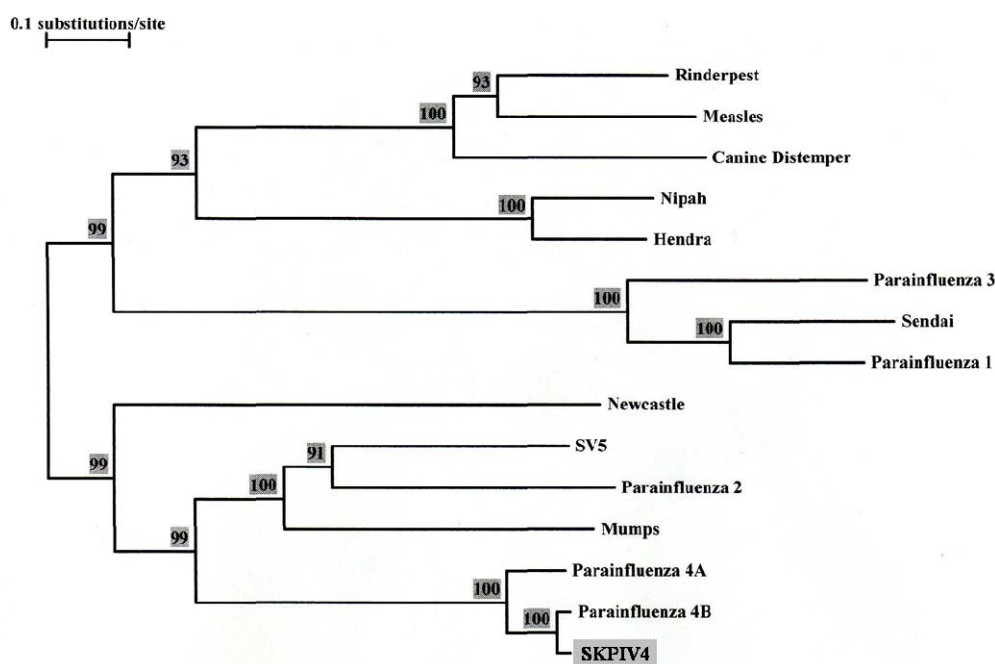 0.1 substitutions/site
Rinderpest
93
Measles
100
Canine Distemper
93
Nipah
100
Hendra
99
Parainfluenza 3
100
Sendai
100
Parainfluenza 1
Newcastle
SV5
91
99
Parainfluenza 2
100
Mumps
99
Parainfluenza 4A
100
Parainfluenza 4B
100
SKPIV4